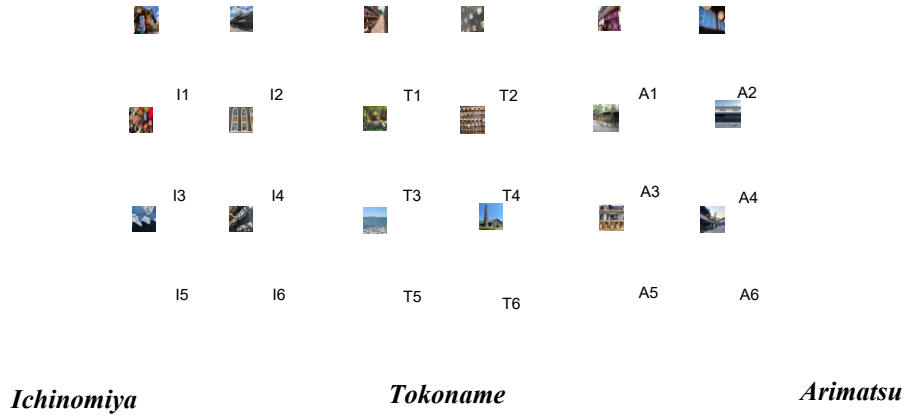 I1 I2 T1 T2 A1 A2
I3 I4 T3 T4 A3 A4
I5 I6 T5 T6 A5 A6
Ichinomiya Tokoname Arimatsu